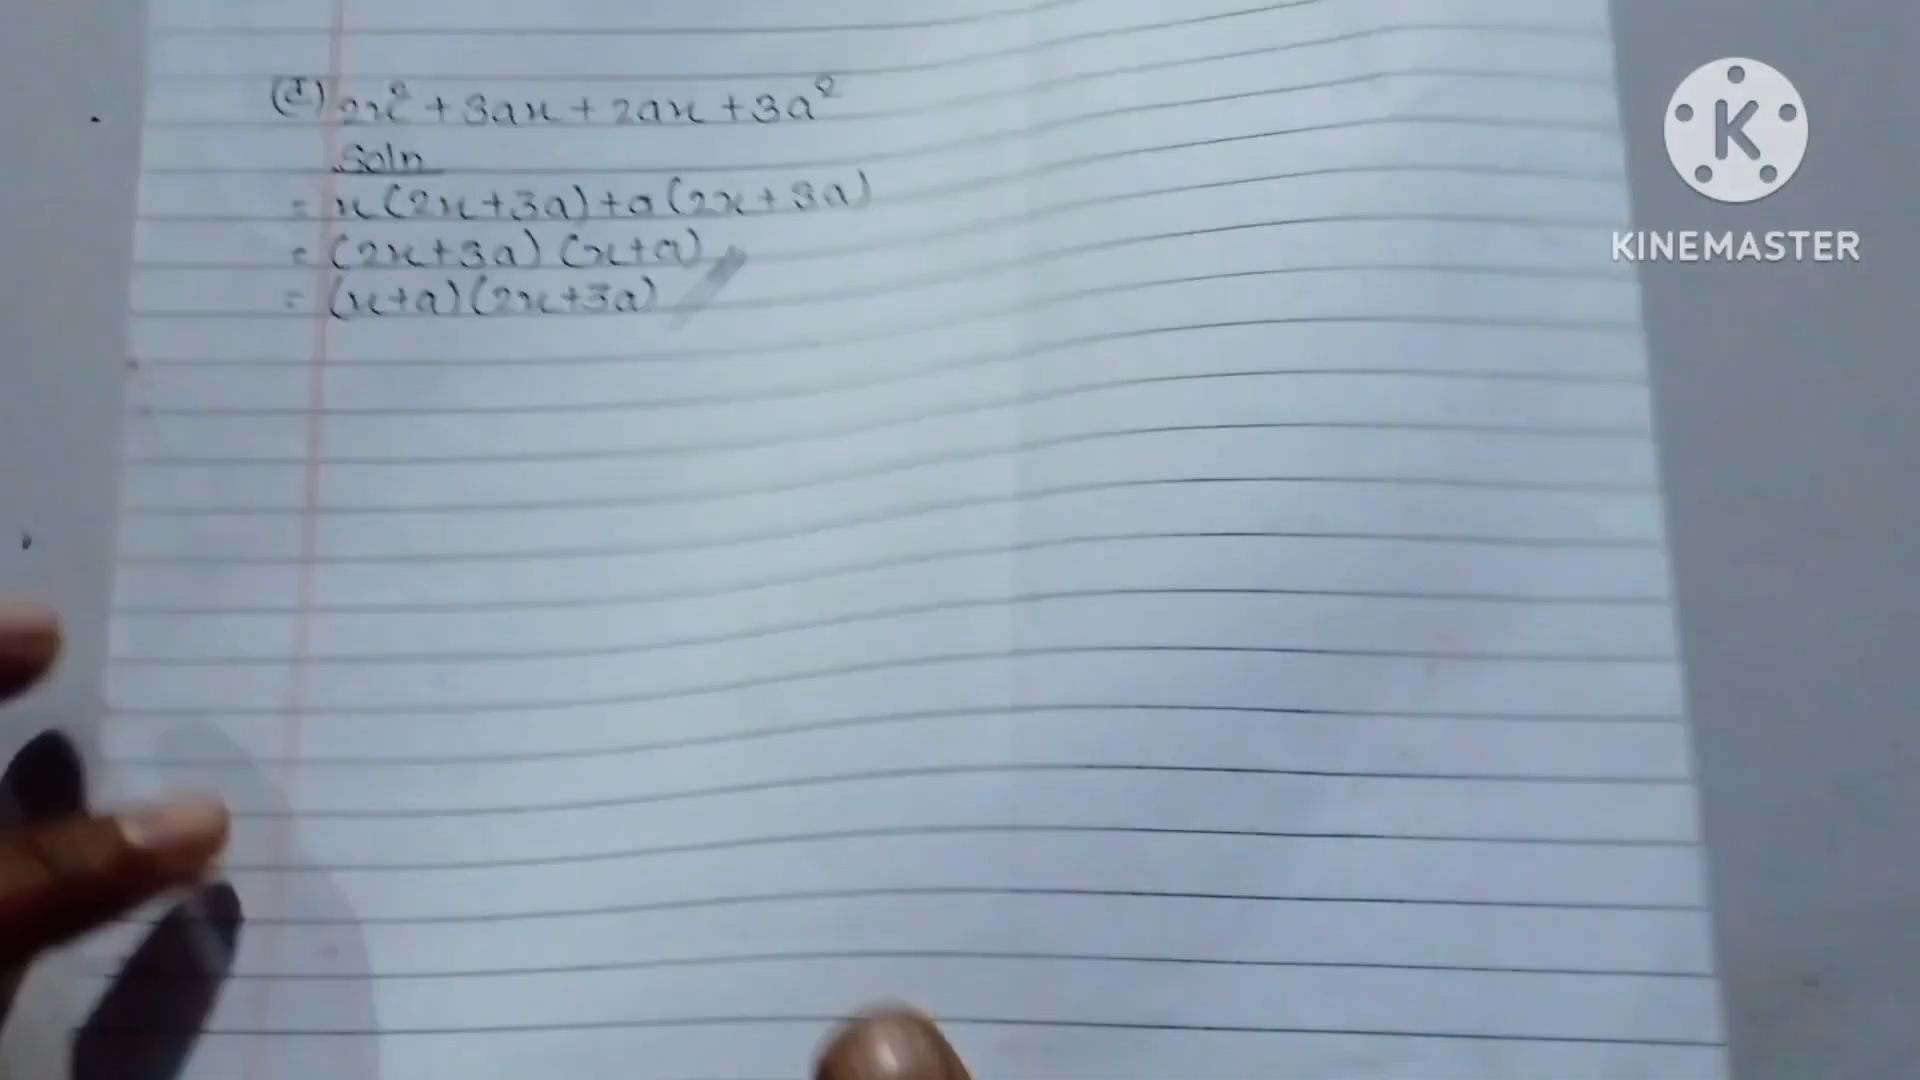 (d) 2x² + 3ax + 2ax + 3a²
Soln
= x(2x+3a)+a(2x+3a)
= (2x+3a) (x+a)
= (x+a)(2x+3a)
K
KINEMASTER